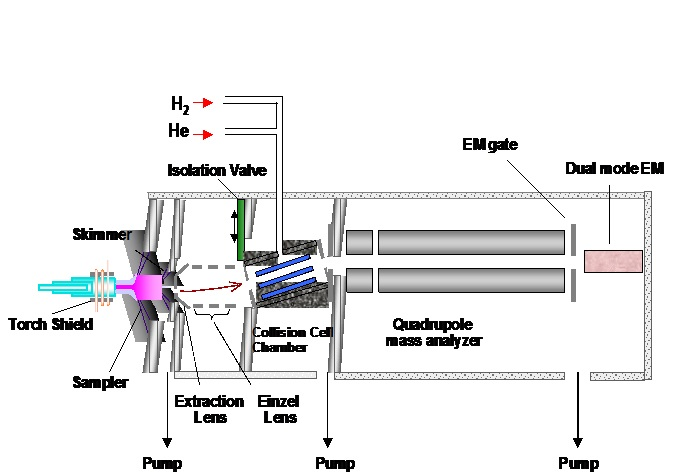 H2
He
EM gate
Dual mode EM
Isolation Valve
Skimmer
Torch Shield
Collision Cell
Chamber
Quadrupole
mass analyzer
Sampler
Extraction
Lens
Einzel
Lens
Pump
Pump
Pump